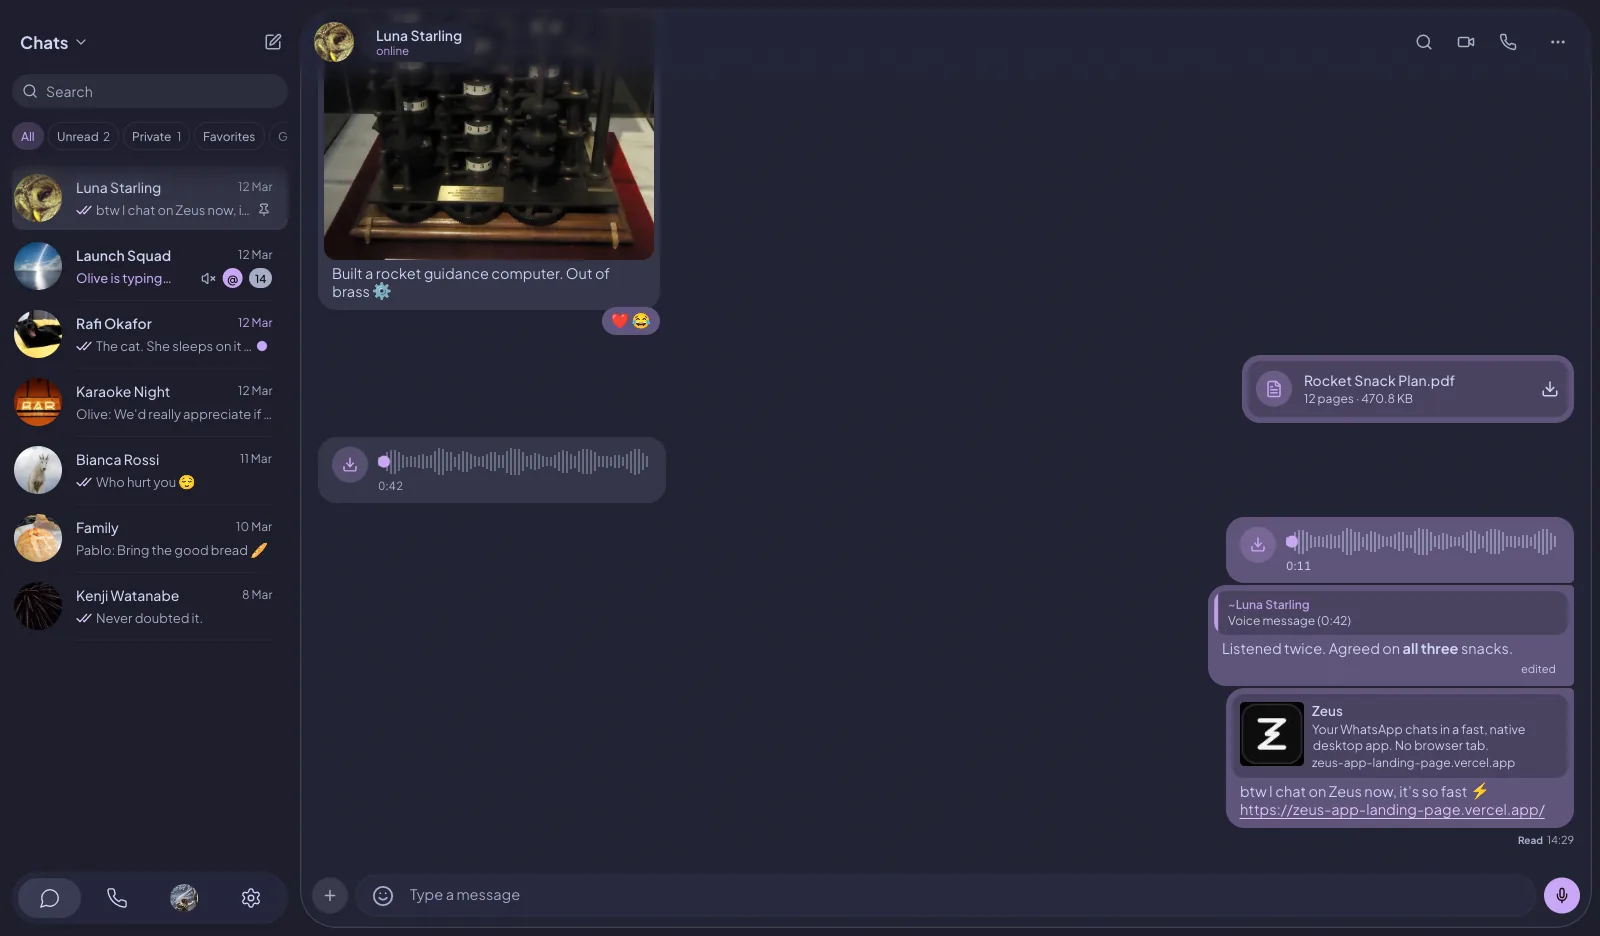 Chats
Search
All
Unread 2
Private 1
Favorites
G
Luna Starling
12 Mar
btw I chat on Zeus now, i…
Launch Squad
12 Mar
Olive is typing…
@
14
Rafi Okafor
12 Mar
The cat. She sleeps on it …
Karaoke Night
12 Mar
Olive: We'd really appreciate if …
BAR
Bianca Rossi
11 Mar
Who hurt you 😌
Family
10 Mar
Pablo: Bring the good bread 🥖
Kenji Watanabe
8 Mar
Never doubted it.
Luna Starling
online
Built a rocket guidance computer. Out of
brass ⚙️
❤️ 😂
Rocket Snack Plan.pdf
12 pages · 470.8 KB
0:42
0:11
~Luna Starling
Voice message (0:42)
Listened twice. Agreed on all three snacks.
edited
Zeus
Your WhatsApp chats in a fast, native
desktop app. No browser tab.
zeus-app-landing-page.vercel.app
btw I chat on Zeus now, it's so fast ⚡
https://zeus-app-landing-page.vercel.app/
Read 14:29
Type a message